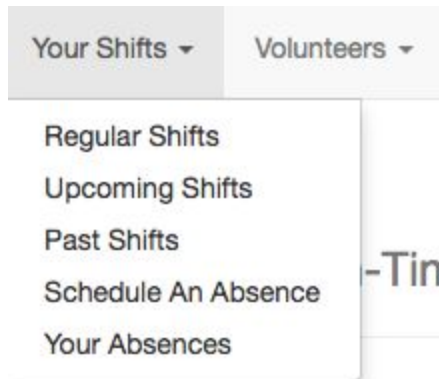 Your Shifts Volunteers
Regular Shifts
Upcoming Shifts
Past Shifts
Schedule An Absence
Your Absences